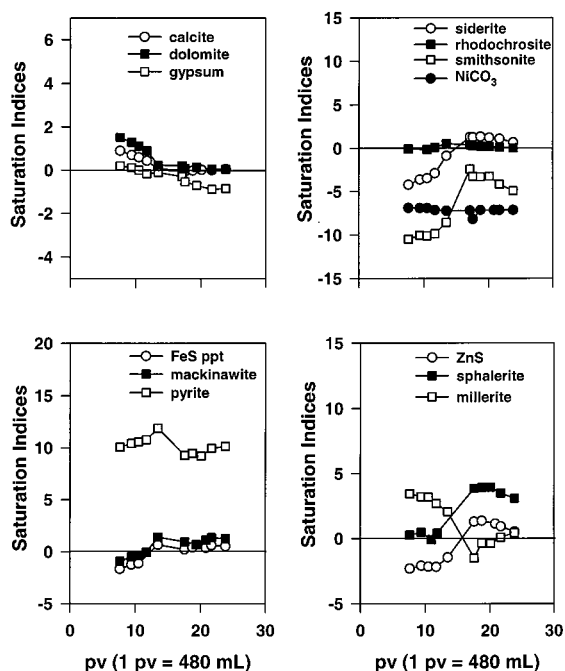 calcite
dolomite
gypsum
Saturation Indices
6
4
2
0
-2
-4
siderite
rhodochrosite
smithsonite
NiCO3
Saturation Indices
15
10
5
0
-5
-10
-15
FeS ppt
mackinawite
pyrite
Saturation Indices
20
15
10
5
0
-5
0 10 20 30
pv (1 pv = 480 mL)
ZnS
sphalerite
millerite
Saturation Indices
15
10
5
0
-5
0 10 20 30
pv (1 pv = 480 mL)